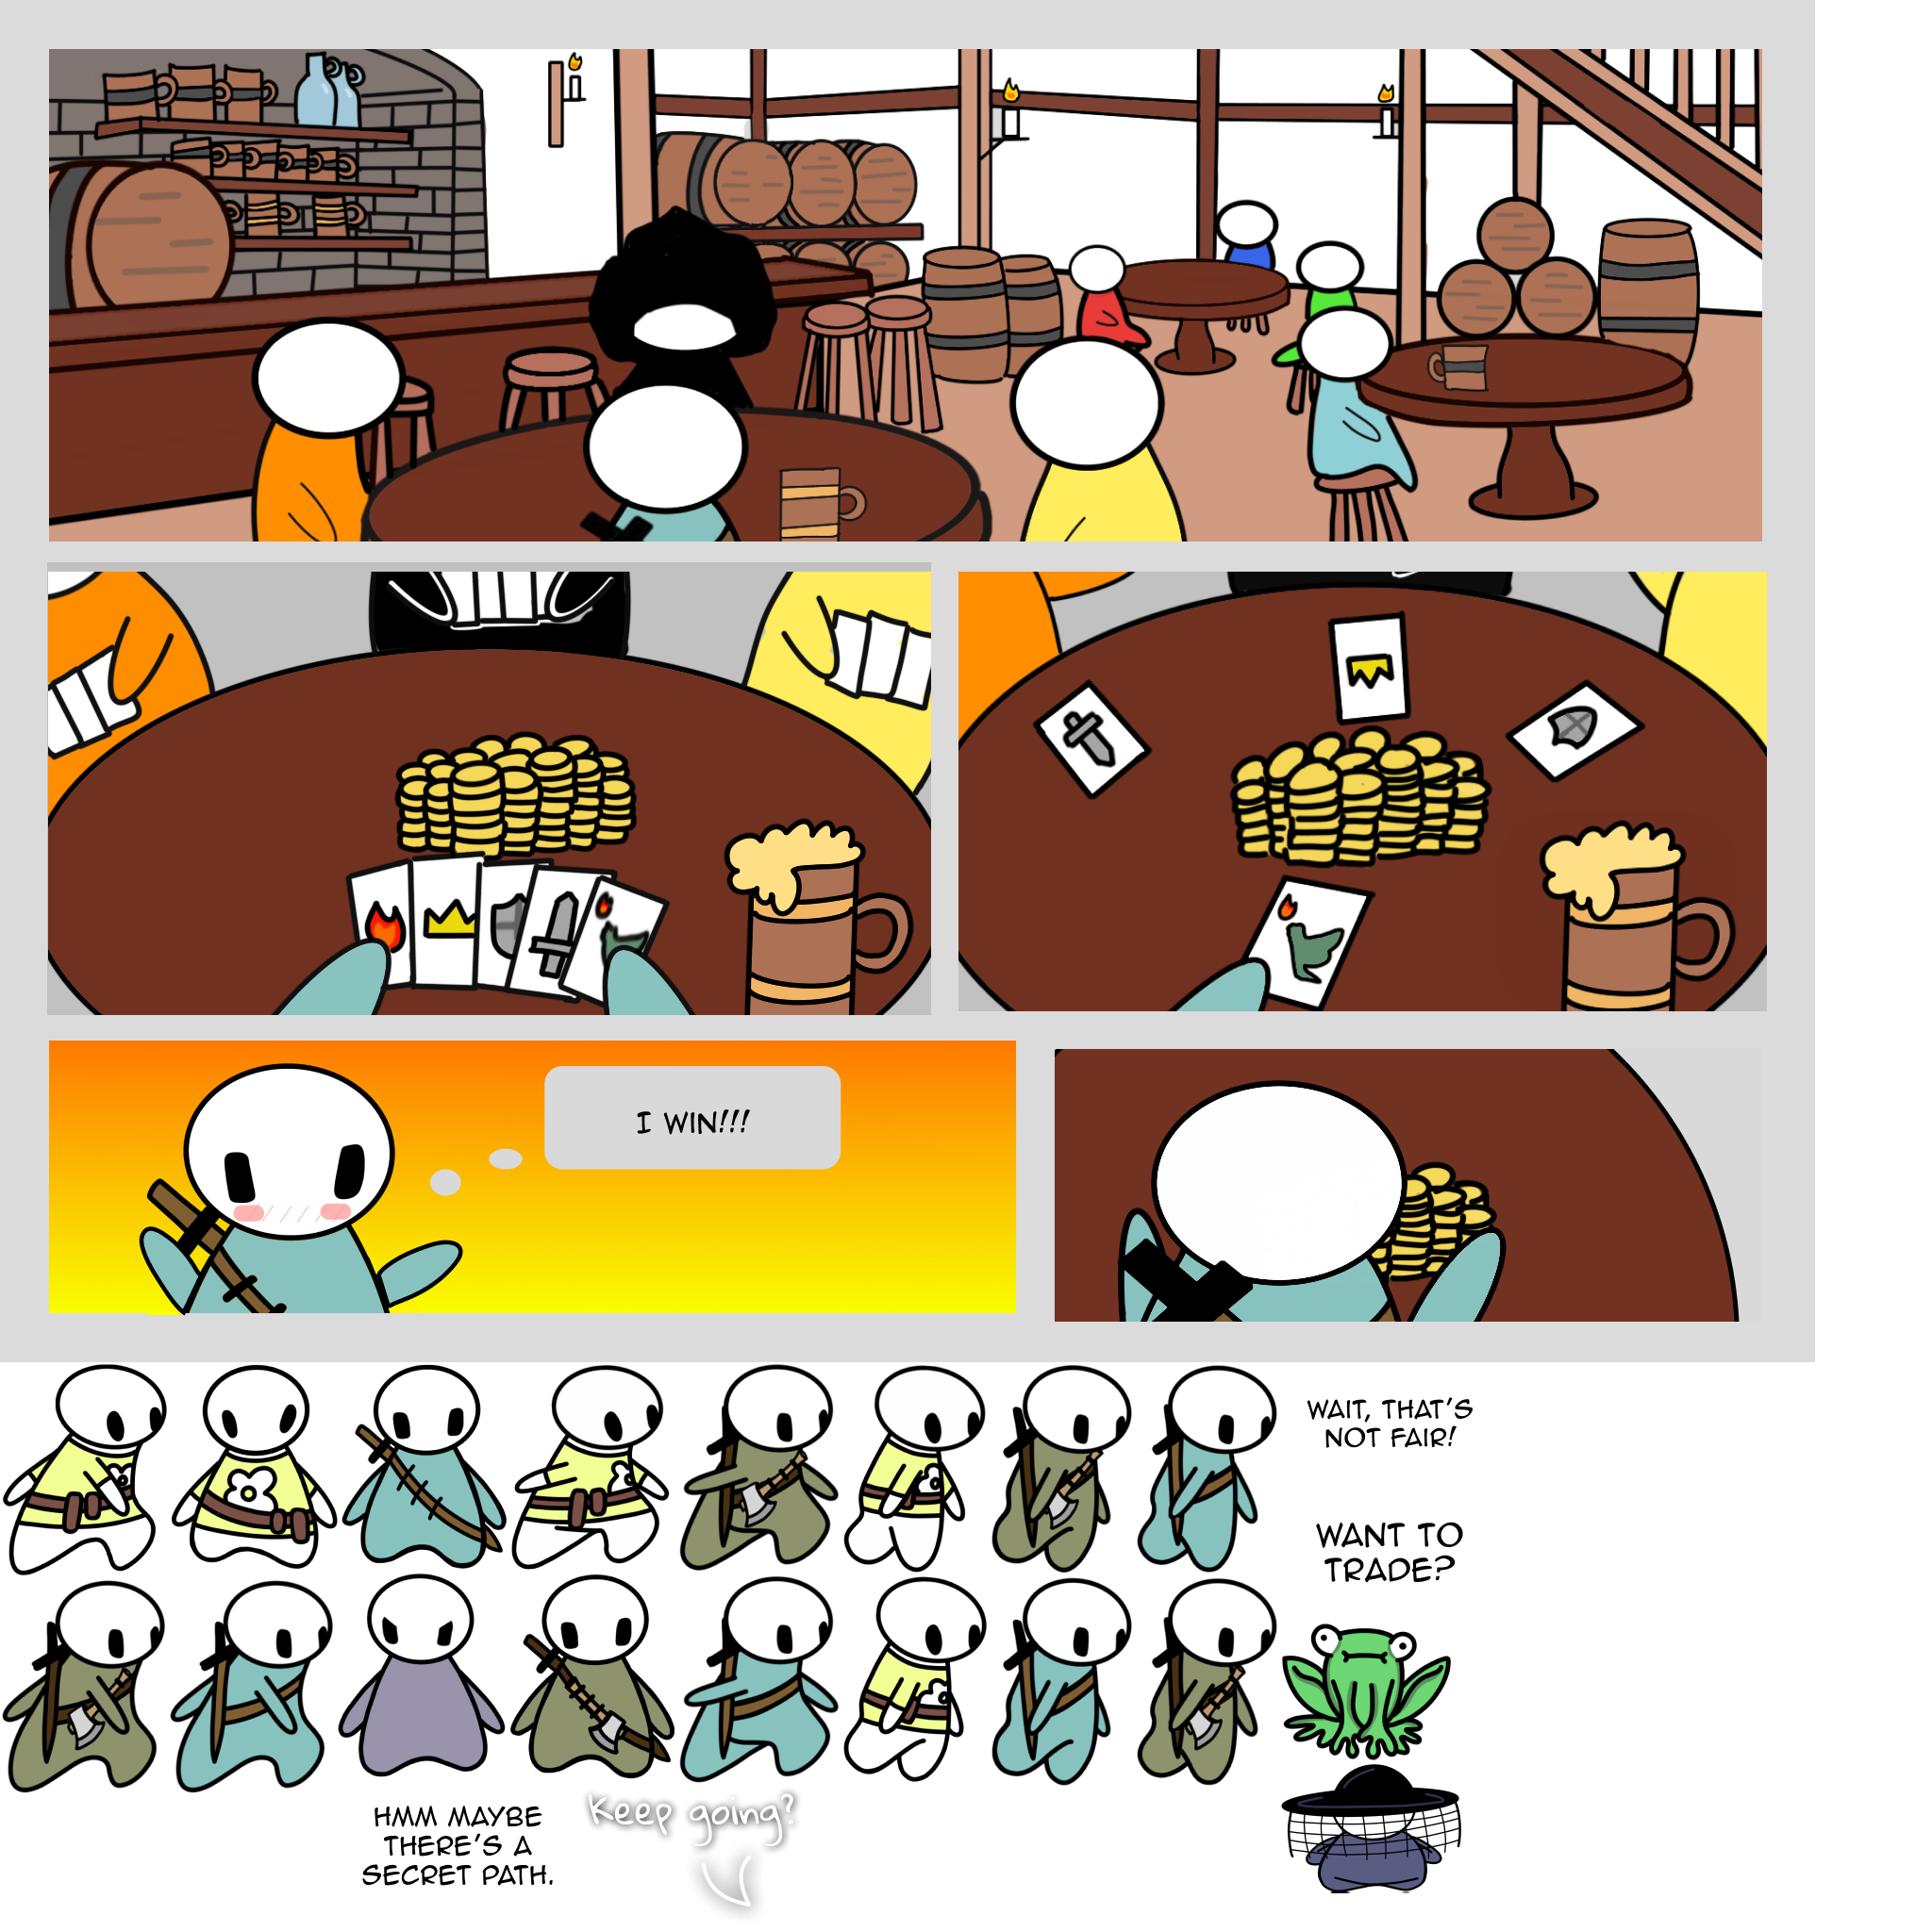 I WIN!!!
WAIT, THAT'S
NOT FAIR!
WANT TO
TRADE?
HMM MAYBE
THERE'S A
SECRET PATH.
Keep going?